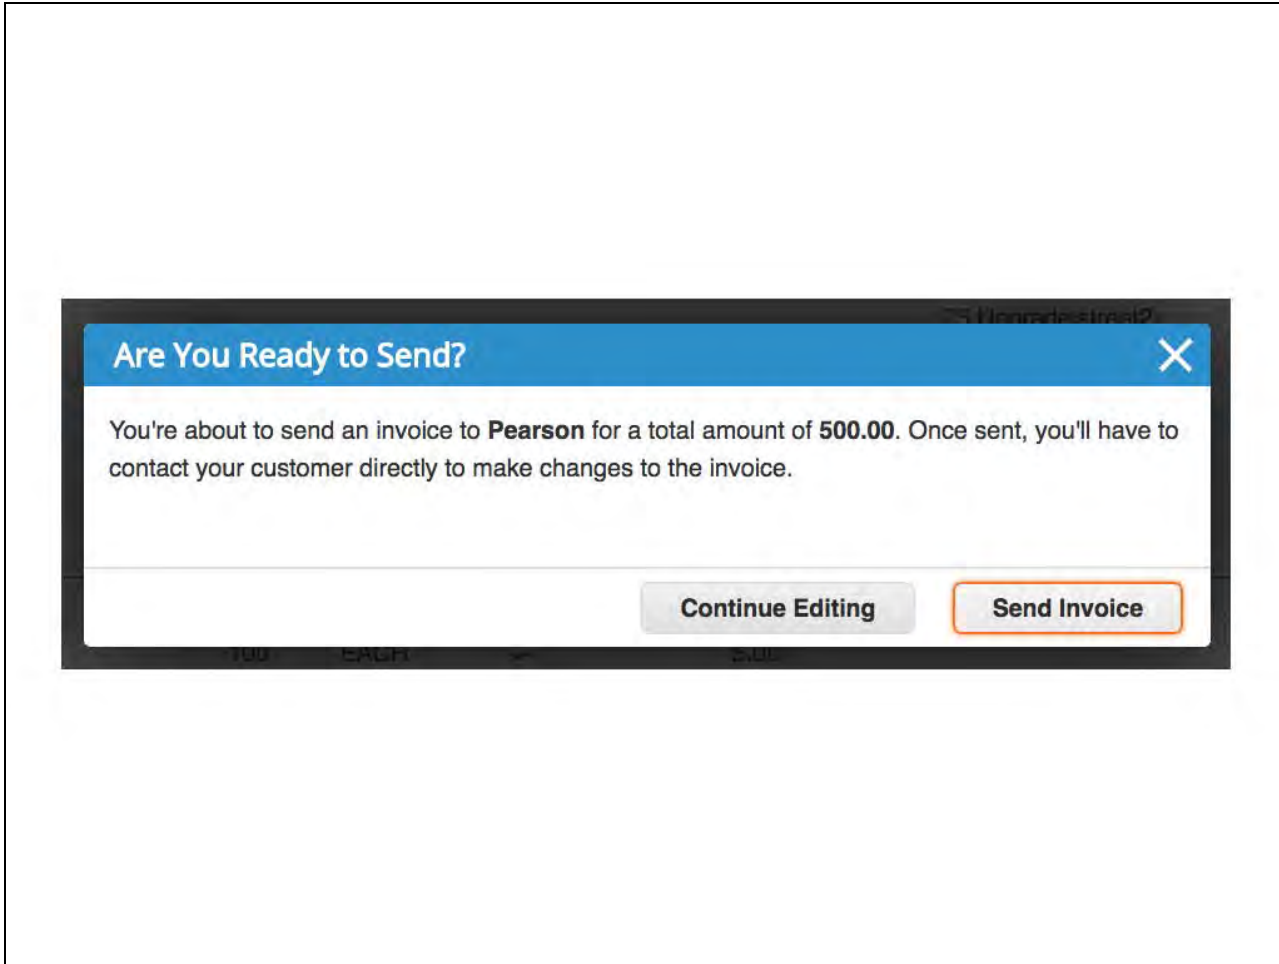 Are You Ready to Send?
You're about to send an invoice to Pearson for a total amount of 500.00. Once sent, you'll have to
contact your customer directly to make changes to the invoice.
Continue Editing
Send Invoice